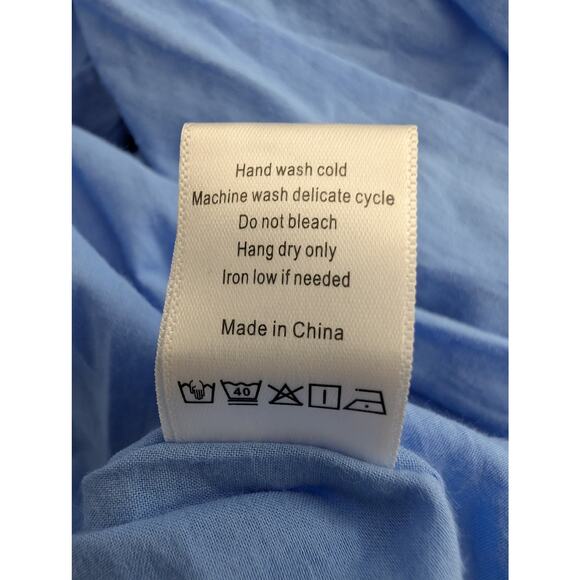 Hand wash cold
Machine wash delicate cycle
Do not bleach
Hang dry only
Iron low if needed
Made in China
40